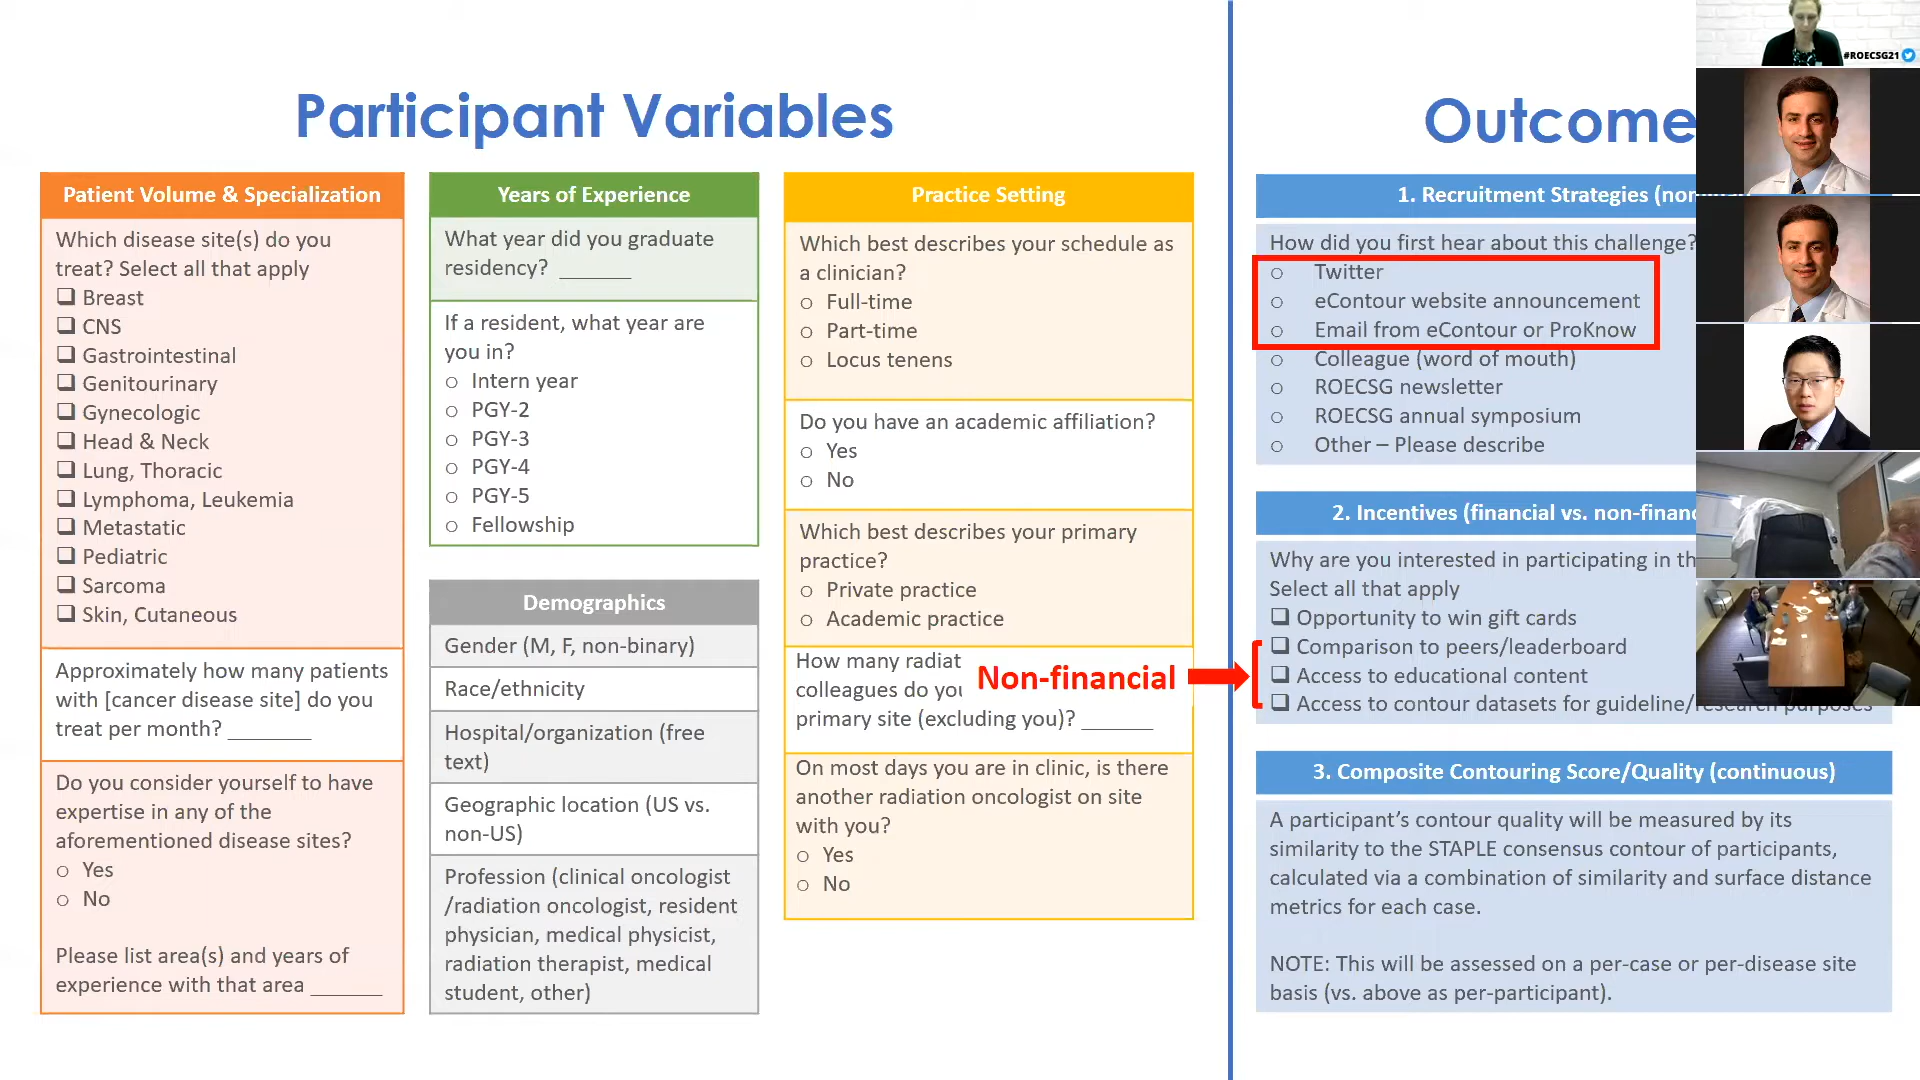 Participant Variables
Patient Volume & Specialization
Which disease site(s) do you
treat? Select all that apply
Breast
CNS
Gastrointestinal
Genitourinary
Gynecologic
Head & Neck
Lung, Thoracic
Lymphoma, Leukemia
Metastatic
Pediatric
Sarcoma
Skin, Cutaneous
Approximately how many patients
with [cancer disease site] do you
treat per month? _______
Do you consider yourself to have
expertise in any of the
aforementioned disease sites?
Yes
No
Please list area(s) and years of
experience with that area ______
Years of Experience
What year did you graduate
residency? ______
If a resident, what year are
you in?
Intern year
PGY-2
PGY-3
PGY-4
PGY-5
Fellowship
Demographics
Gender (M, F, non-binary)
Race/ethnicity
Hospital/organization (free
text)
Geographic location (US vs.
non-US)
Profession (clinical oncologist
/radiation oncologist, resident
physician, medical physicist,
radiation therapist, medical
student, other)
Practice Setting
Which best describes your schedule as
a clinician?
Full-time
Part-time
Locus tenens
Do you have an academic affiliation?
Yes
No
Which best describes your primary
practice?
Private practice
Academic practice
How many
colleagues do
primary site (excluding you)? ______
On most days you are in clinic, is there
another radiation oncologist on site
with you?
Yes
No
Non-financial
Outcome
1. Recruitment Strategies
How did you first hear about this challenge?
Twitter
eContour website announcement
Email from eContour or ProKnow
Colleague (word of mouth)
ROECSG newsletter
ROECSG annual symposium
Other – Please describe
2. Incentives (financial vs.
Why are you interested in participating in
Select all that apply
Opportunity to win gift cards
Comparison to peers/leaderboard
Access to educational content
Access to contour datasets for guideline/research purposes
3. Composite Contouring Score/Quality (continuous)
A participant's contour quality will be measured by its
similarity to the STAPLE consensus contour of participants,
calculated via a combination of similarity and surface distance
metrics for each case.
NOTE: This will be assessed on a per-case or per-disease site
basis (vs. above as per-participant).
#ROECSG21